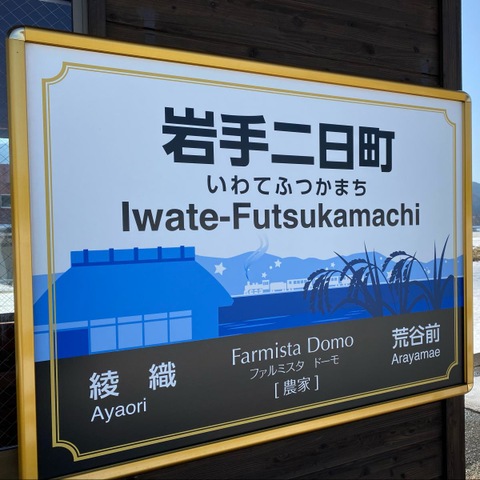 岩手二日町
いわてふつかまち
Iwate-Futsukamachi
綾織
Ayaori
Farmista Domo
ファルミスタ ドーモ
[農家]
荒谷前
Arayamae